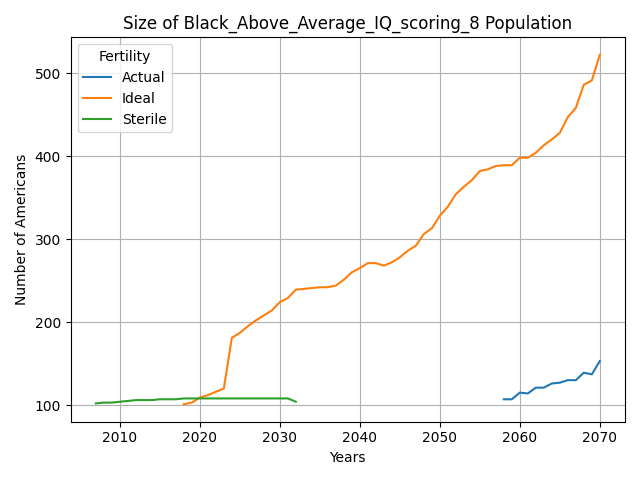 Size of Black_Above_Average_IQ_scoring_8 Population
Fertility
Actual
Ideal
Sterile
Number of Americans
500
400
300
200
100
2010 2020 2030 2040 2050 2060 2070
Years